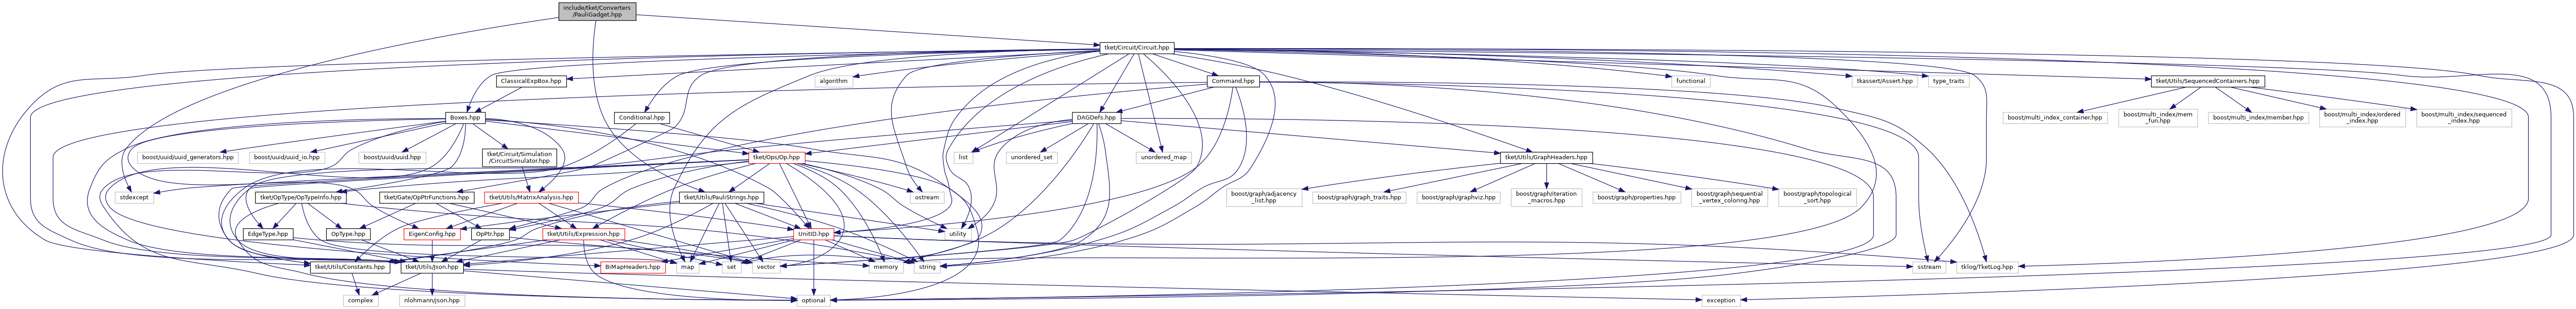 include/tket/Converters
/PauliGadget.hpp
tket/Circuit/Circuit.hpp
ClassicalExpBox.hpp
algorithm
Command.hpp
functional
tkassert/Assert.hpp
type_traits
tket/Utils/SequencedContainers.hpp
Boxes.hpp
Conditional.hpp
DAGDefs.hpp
boost/multi_index_container.hpp
boost/multi_index/mem
_fun.hpp
boost/multi_index/member.hpp
boost/multi_index/ordered
_index.hpp
boost/multi_index/sequenced
_index.hpp
boost/uuid/uuid_generators.hpp
boost/uuid/uuid_io.hpp
boost/uuid/uuid.hpp
tket/Circuit/Simulation
/CircuitSimulator.hpp
tket/Ops/Op.hpp
list
unordered_set
unordered_map
tket/Utils/GraphHeaders.hpp
stdexcept
tket/OpType/OpTypeInfo.hpp
tket/Gate/OpPtrFunctions.hpp
tket/Utils/MatrixAnalysis.hpp
tket/Utils/PauliStrings.hpp
ostream
boost/graph/adjacency
_list.hpp
boost/graph/graph_traits.hpp
boost/graph/graphviz.hpp
boost/graph/iteration
_macros.hpp
boost/graph/properties.hpp
boost/graph/sequential
_vertex_coloring.hpp
boost/graph/topological
_sort.hpp
EdgeType.hpp
OpType.hpp
EigenConfig.hpp
OpPtr.hpp
tket/Utils/Expression.hpp
UnitID.hpp
utility
tket/Utils/Constants.hpp
tket/Utils/Json.hpp
BiMapHeaders.hpp
map
set
vector
memory
string
sstream
tklog/TketLog.hpp
complex
nlohmann/json.hpp
optional
exception